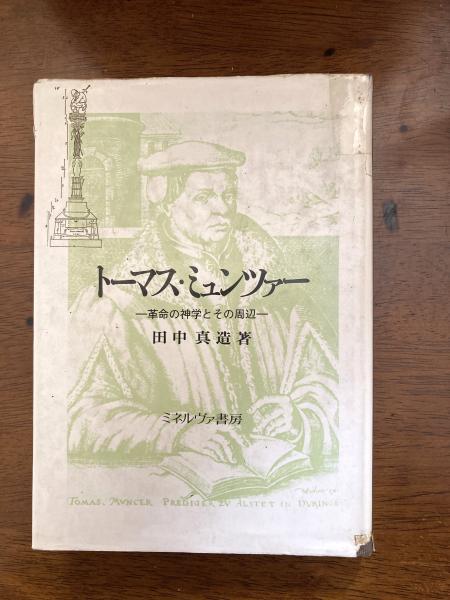 トーマス・ミュンツァー
―革命の神学とその周辺―
田中真造著
ミネルヴァ書房
TOMAS. MVNCER PREDIGER ZV ALSTET IN DVRINGE